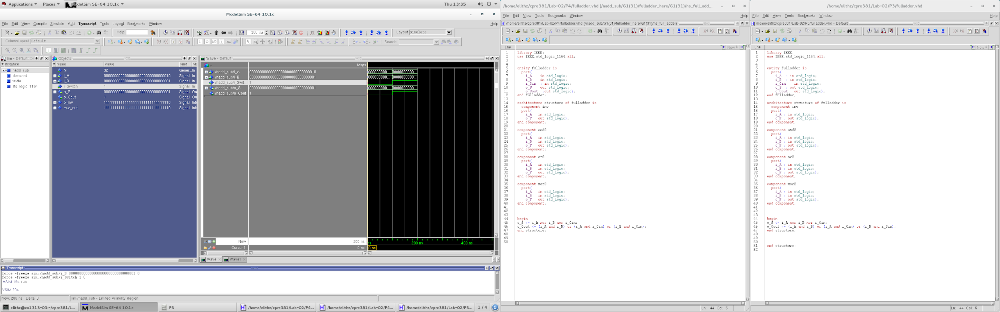 Applications Places ModelSim SE-64 10.1c Thu 13:35
ModelSim SE-64 10.1c
File Edit View Compile Simulate Add Transcript Tools Layout Bookmarks Window Help
Help 100 ns Layout Simulate
ColumnLayout Default Search:
sim - Default
Instance
nadd_sub
standard
textio
std_logic_1164
Objects
Name Value Kind
N 32 Gener... In
i_A 00000000000000000000000000000010 Signal In
i_B 00000000000000000000000000000001 Signal In
i_Switch 1 Signal In
o_S 00000000000000000000000000000001 Signal Ou
o_Cout 1 Signal Ou
b_inv 11111111111111111111111111111110 Signal Inte
mux_out 11111111111111111111111111111110 Signal Inte
Wave - Default
Msgs
/nadd_sub/i_A 00000000000000000000000000000010
/nadd_sub/i_B 00000000000000000000000000000001
/nadd_sub/i_Swit... 1
/nadd_sub/o_S 00000000000000000000000000000001
/nadd_sub/o_Cout 1
Now 200 ns 200 ns 400 ns
Cursor 1 0 ns 0 ns
Wave Wave1
Transcript
force -freeze sim:/nadd_sub/i_B 00000000000000000000000000000001 0
force -freeze sim:/nadd_sub/i_Switch 1 0
VSIM 19> run
VSIM 20>
Now: 200 ns Delta: 0 sim:/nadd_sub - Limited Visibility Region
elithz@co1313-03:~/cpre381/L... ModelSim SE-64 10.1c P3 /home/elithz/cpre381/Lab-02/P4... /home/elithz/cpre381/Lab-02/P4... /home/elithz/cpre381/Lab-02/P3... 1 / 4 1
/home/elithz/cpre381/Lab-02/P4/fulladder.vhd (/nadd_sub/G1(31)/fulladder_here/G1(31)/ns_full_add...
File Edit View Tools Bookmarks Window Help
/home/elithz/cpre381/Lab-02/P4/fulladder.vhd (/nadd_sub/G1(31)/fulladder_here/G1(31)/ns_full_adder)
Ln# Now
1 library IEEE;
2 use IEEE.std_logic_1164.all;
3
4
5 entity fulladder is
6 port(
7 i_A : in std_logic;
8 i_B : in std_logic;
9 i_Cin : in std_logic;
10 o_S : out std_logic;
11 o_Cout :out std_logic);
12 end fulladder;
13
14 architecture structure of fulladder is
15 component inv
16 port(
17 i_A : in std_logic;
18 o_F : out std_logic);
19 end component;
20
21 component and2
22 port(
23 i_A : in std_logic;
24 i_B : in std_logic;
25 o_F : out std_logic);
26 end component;
27
28 component or2
29 port(
30 i_A : in std_logic;
31 i_B : in std_logic;
32 o_F : out std_logic);
33 end component;
34
35 component xor2
36 port(
37 i_A : in std_logic;
38 i_B : in std_logic;
39 o_F : out std_logic);
40 end component;
41
42
43
44 begin
45 o_S <= i_A xor i_B xor i_Cin;
46 o_Cout <= (i_A and i_B) or (i_A and i_Cin) or (i_B and i_Cin);
47 end structure;
48
49
50
Ln: 44 Col: 5
/home/elithz/cpre381/Lab-02/P3/fulladder.vhd
File Edit View Tools Bookmarks Window Help
/home/elithz/cpre381/Lab-02/P3/fulladder.vhd - Default
Ln# Now
1 library IEEE;
2 use IEEE.std_logic_1164.all;
3
4
5 entity fulladder is
6 port(
7 i_A : in std_logic;
8 i_B : in std_logic;
9 i_Cin : in std_logic;
10 o_S : out std_logic;
11 o_Cout :out std_logic);
12 end fulladder;
13
14 architecture structure of fulladder is
15 component inv
16 port(
17 i_A : in std_logic;
18 o_F : out std_logic);
19 end component;
20
21 component and2
22 port(
23 i_A : in std_logic;
24 i_B : in std_logic;
25 o_F : out std_logic);
26 end component;
27
28 component or2
29 port(
30 i_A : in std_logic;
31 i_B : in std_logic;
32 o_F : out std_logic);
33 end component;
34
35 component xor2
36 port(
37 i_A : in std_logic;
38 i_B : in std_logic;
39 o_F : out std_logic);
40 end component;
41
42
43
44 begin
45 o_S <= i_A xor i_B xor i_Cin;
46 o_Cout <= (i_A and i_B) or (i_A and i_Cin) or (i_B and i_Cin);
47 end structure;
48
49
50
51 end structure;
52
Ln: 44 Col: 5